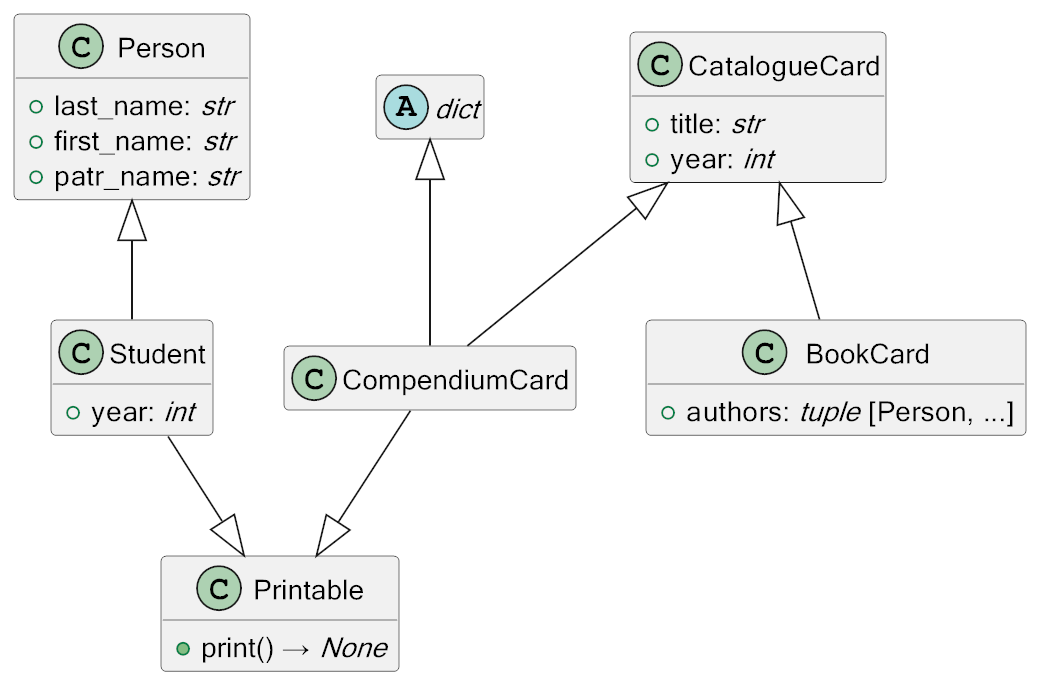 C Person
last_name: str
first_name: str
patr_name: str
A dict
C CatalogueCard
title: str
year: int
C Student
year: int
C CompendiumCard
C BookCard
authors: tuple [Person, ...]
C Printable
print() → None